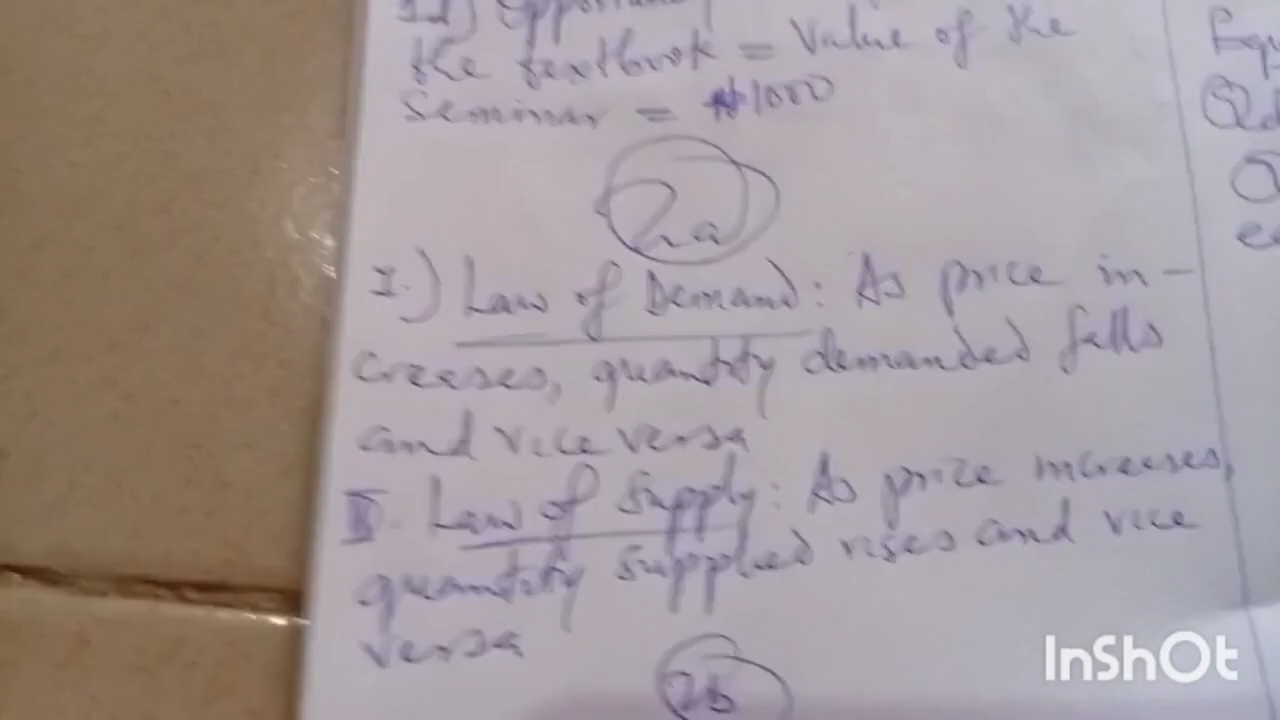 the textbook = Value of the
Seminar = ₦1000
2a
I.) Law of Demand: As price in-
creases, quantity demanded falls
and vice versa
II. Law of Supply: As price increases,
quantity supplied rises and vice
versa
2b
InShOt